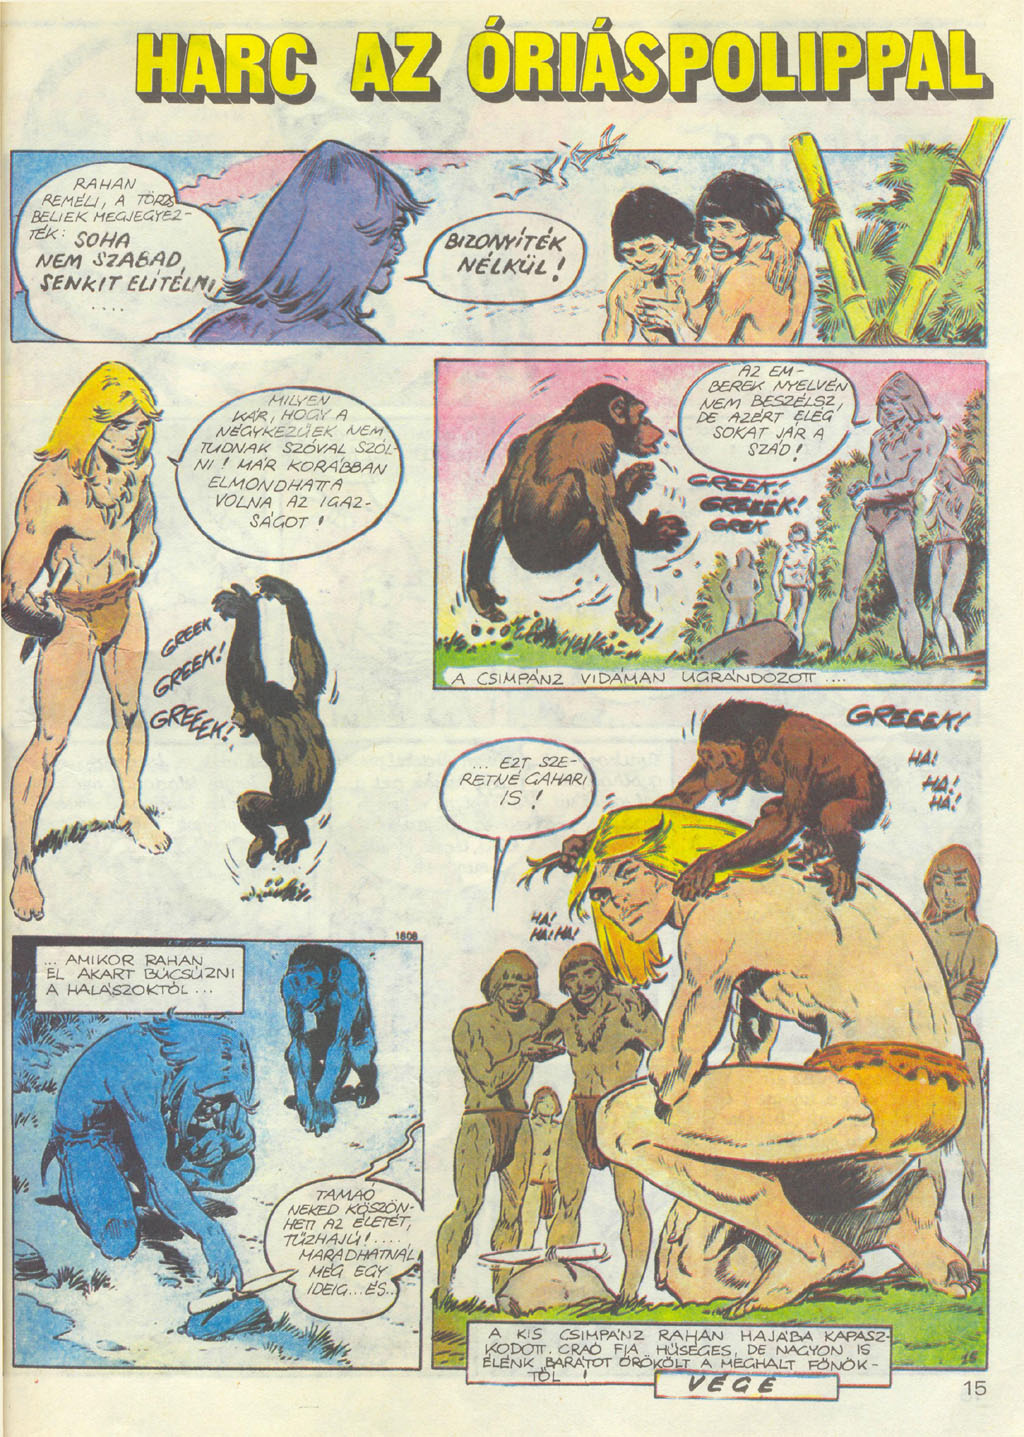 HARC AZ ÓRIÁSPOLIPPAL
RAHAN
REMÉLI, A TÖRZS
BELIEK MEGJEGYEZ-
TÉK: SOHA
NEM SZABAD
SENKIT ELÍTÉLNI
....
BIZONYÍTÉK
NÉLKÜL!
MILYEN
KÁR, HOGY A
NÉGYKEZŰEK NEM
TUDNAK SZÓVAL SZÓL-
NI! MÁR KORÁBBAN
ELMONDHATTA
VOLNA AZ IGAZ-
SÁGOT!
GREEK
GREEK!
GREEEK!
AZ EM-
BEREK NYELVÉN
NEM BESZÉLSZ,
DE AZÉRT ELÉG
SOKAT JÁR A
SZÁD!
GREEK!
GREEEK!
GREK
A CSIMPÁNZ VIDÁMAN UGRÁNDOZOTT ....
1808
... AMIKOR RAHAN
EL AKART BÚCSÚZNI
A HALÁSZOKTÓL ...
TAMAÓ
NEKED KÖSZÖN-
HETI AZ ÉLETÉT,
TŰZHAJÚ!....
MARADHATNÁL
MÉG EGY
IDEIG...ÉS...
... EZT SZE-
RETNÉ GAHARI
IS!
GREEEK!
HA!
HA!
HA!
HA!
HA!HA!
A KIS CSIMPÁNZ RAHAN HAJÁBA KAPASZ-
KODOTT. CRAÓ FIA HŰSÉGES, DE NAGYON IS
ÉLÉNK BARÁTOT ÖRÖKÖLT A MEGHALT FŐNÖK-
TŐL!
15
VÉGE
15